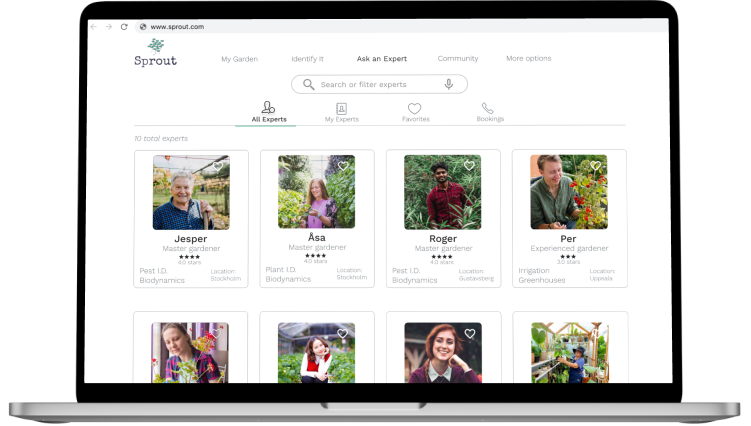 www.sprout.com
Sprout
My Garden
Identify It
Ask an Expert
Community
More options
Search or filter experts
All Experts
My Experts
Favorites
Bookings
10 total experts
Jesper
Master gardener
4.0 stars
Pest I.D.
Biodynamics
Location:
Stockholm
Åsa
Master gardener
4.0 stars
Plant I.D.
Biodynamics
Location:
Stockholm
Roger
Master gardener
4.0 stars
Pest I.D.
Biodynamics
Location:
Gustavsberg
Per
Experienced gardener
3.0 stars
Irrigation
Greenhouses
Location:
Uppsala